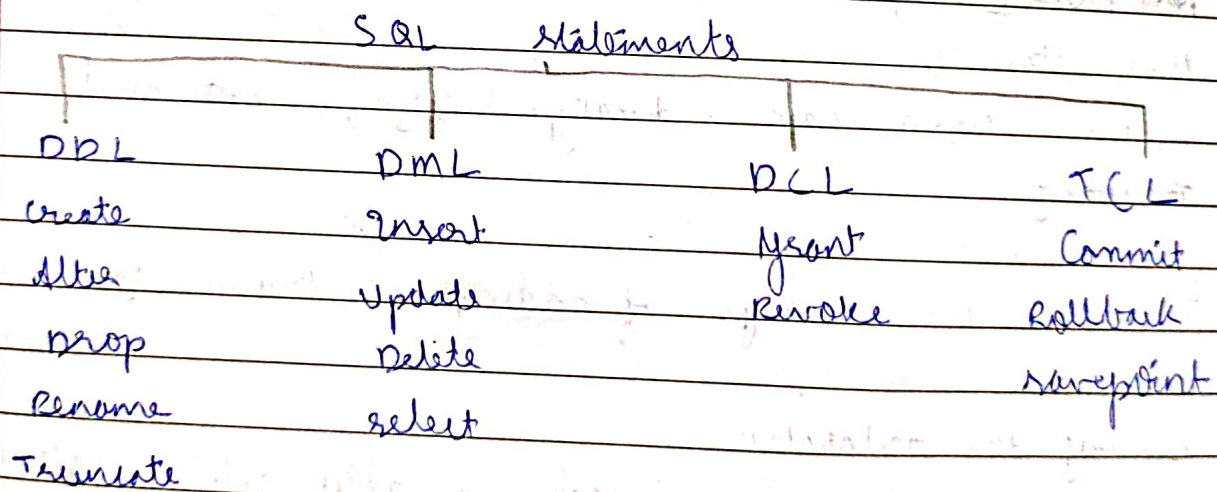 SQL statements
DDL DML DCL TCL
Create Insert Grant Commit
Alter Update Revoke Rollback
Drop Delete Savepoint
Rename select
Truncate